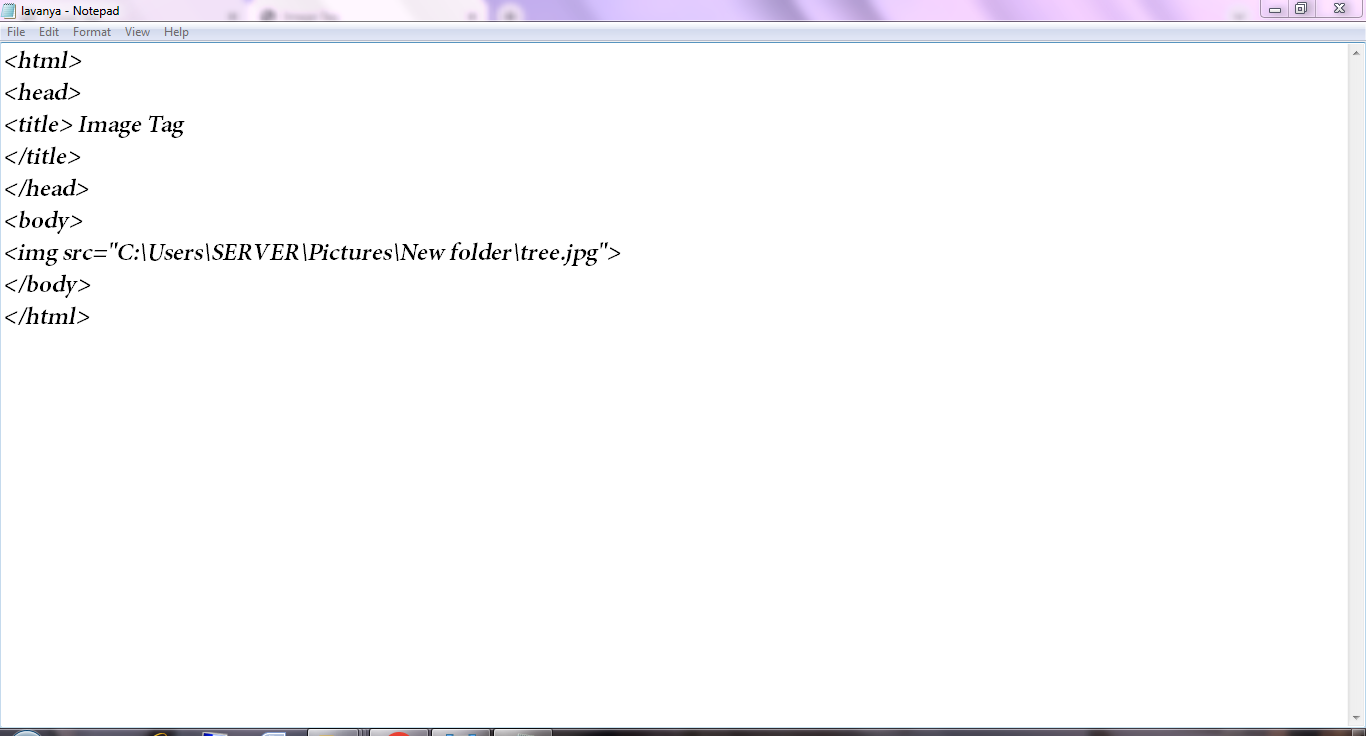 lavanya - Notepad
File Edit Format View Help
<html>
<head>
<title> Image Tag
</title>
</head>
<body>
<img src="C:\Users\SERVER\Pictures\New folder\tree.jpg">
</body>
</html>